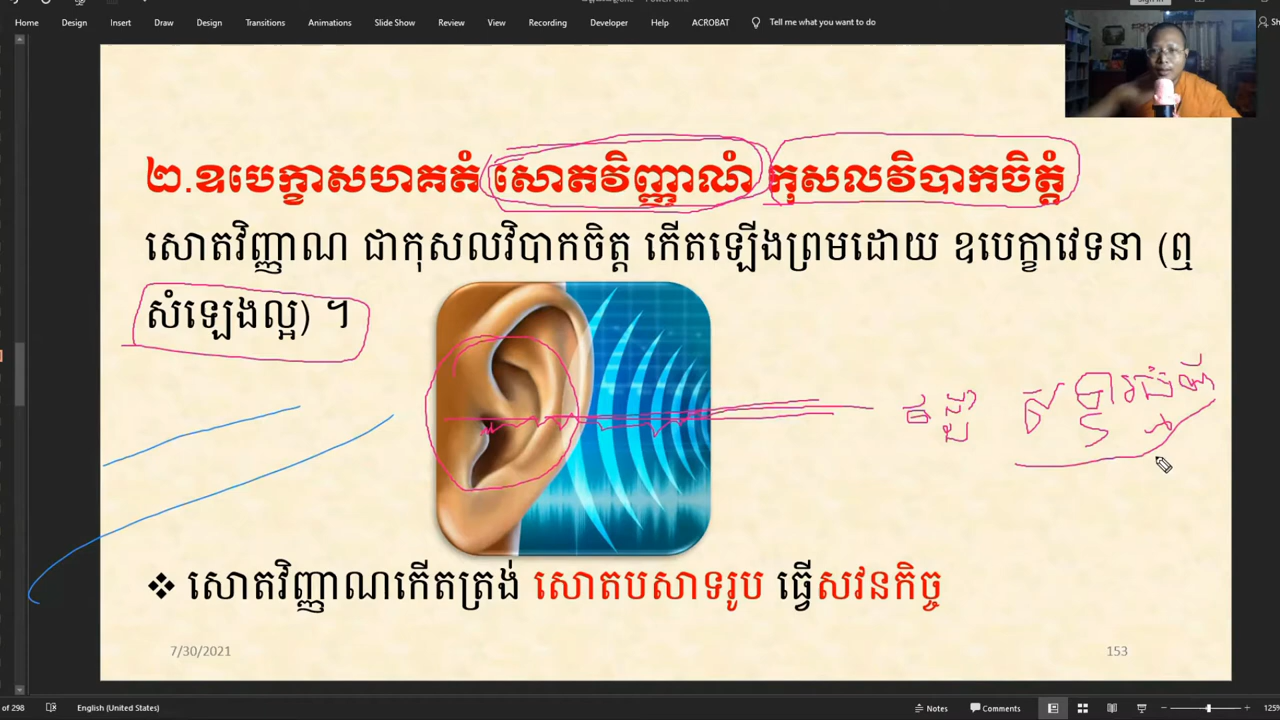 Home Insert Draw Design Transitions Animations Slide Show Review View Recording Developer Help ACROBAT Tell me what you want to do
២.ឧបេក្ខាសហគតំ សោតវិញ្ញាណំ កុសលវិបាកចិត្តំ
សោតវិញ្ញាណ ជាកុសលវិបាកចិត្ត កើតឡើងព្រមដោយ ឧបេក្ខាវេទនា (ឮ
សំឡេងល្អ) ។
❖ សោតវិញ្ញាណកើតត្រង់ សោតបសាទរូប ធ្វើសវនកិច្ច
7/30/2021 153
of 298 English (United States) Notes Comments 125%